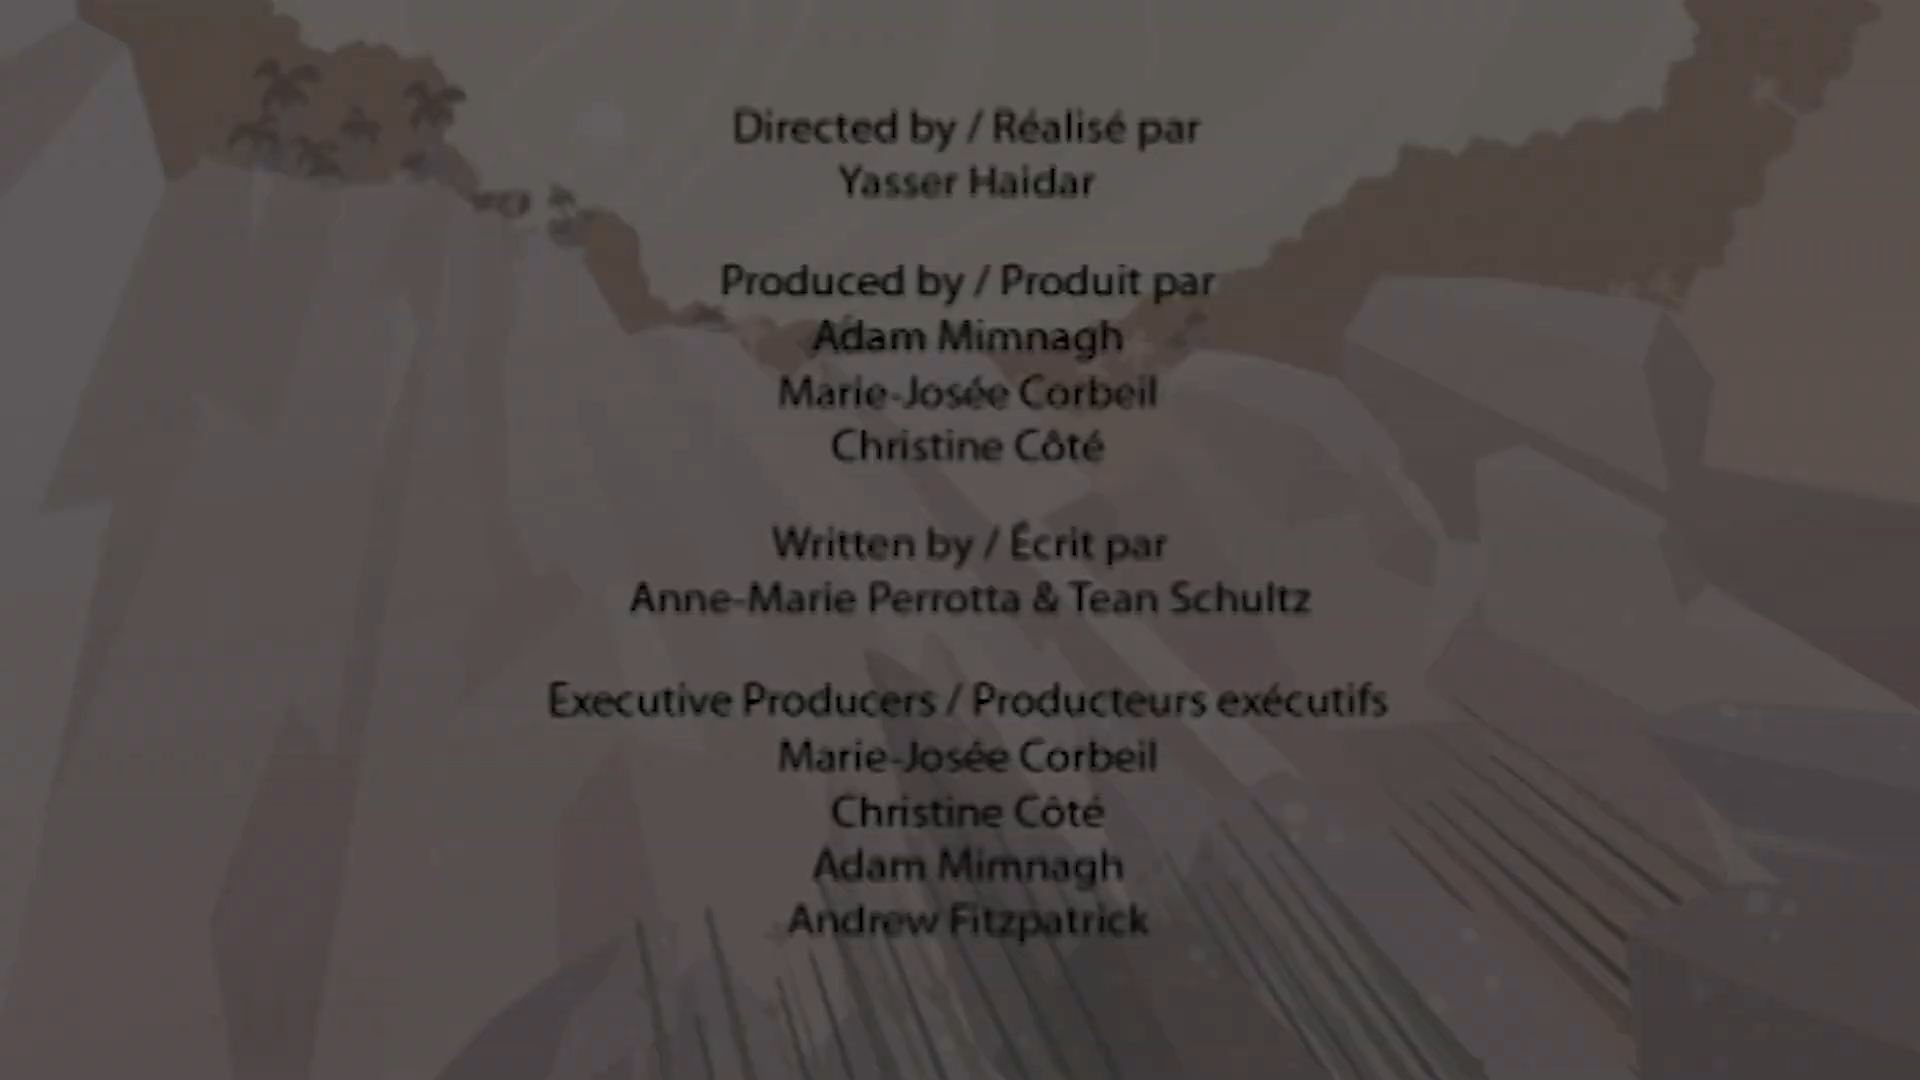 Directed by / Réalisé par
Yasser Haidar
Produced by / Produit par
Adam Mimnagh
Marie-Josée Corbeil
Christine Côté
Written by / Écrit par
Anne-Marie Perrotta & Tean Schultz
Executive Producers / Producteurs exécutifs
Marie-Josée Corbeil
Christine Côté
Adam Mimnagh
Andrew Fitzpatrick